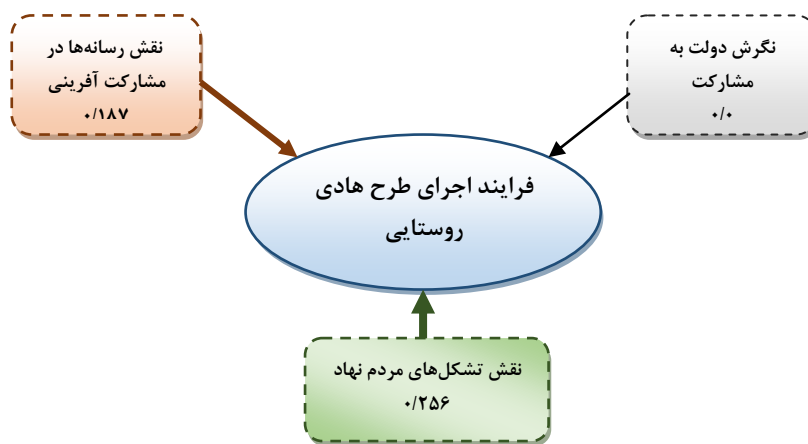 نگرش دولت به
مشارکت
۰/۰
نقش رسانه‌ها در
مشارکت آفرینی
۰/۱۸۷
فرایند اجرای طرح هادی
روستایی
نقش تشکل‌های مردم نهاد
۰/۲۵۶